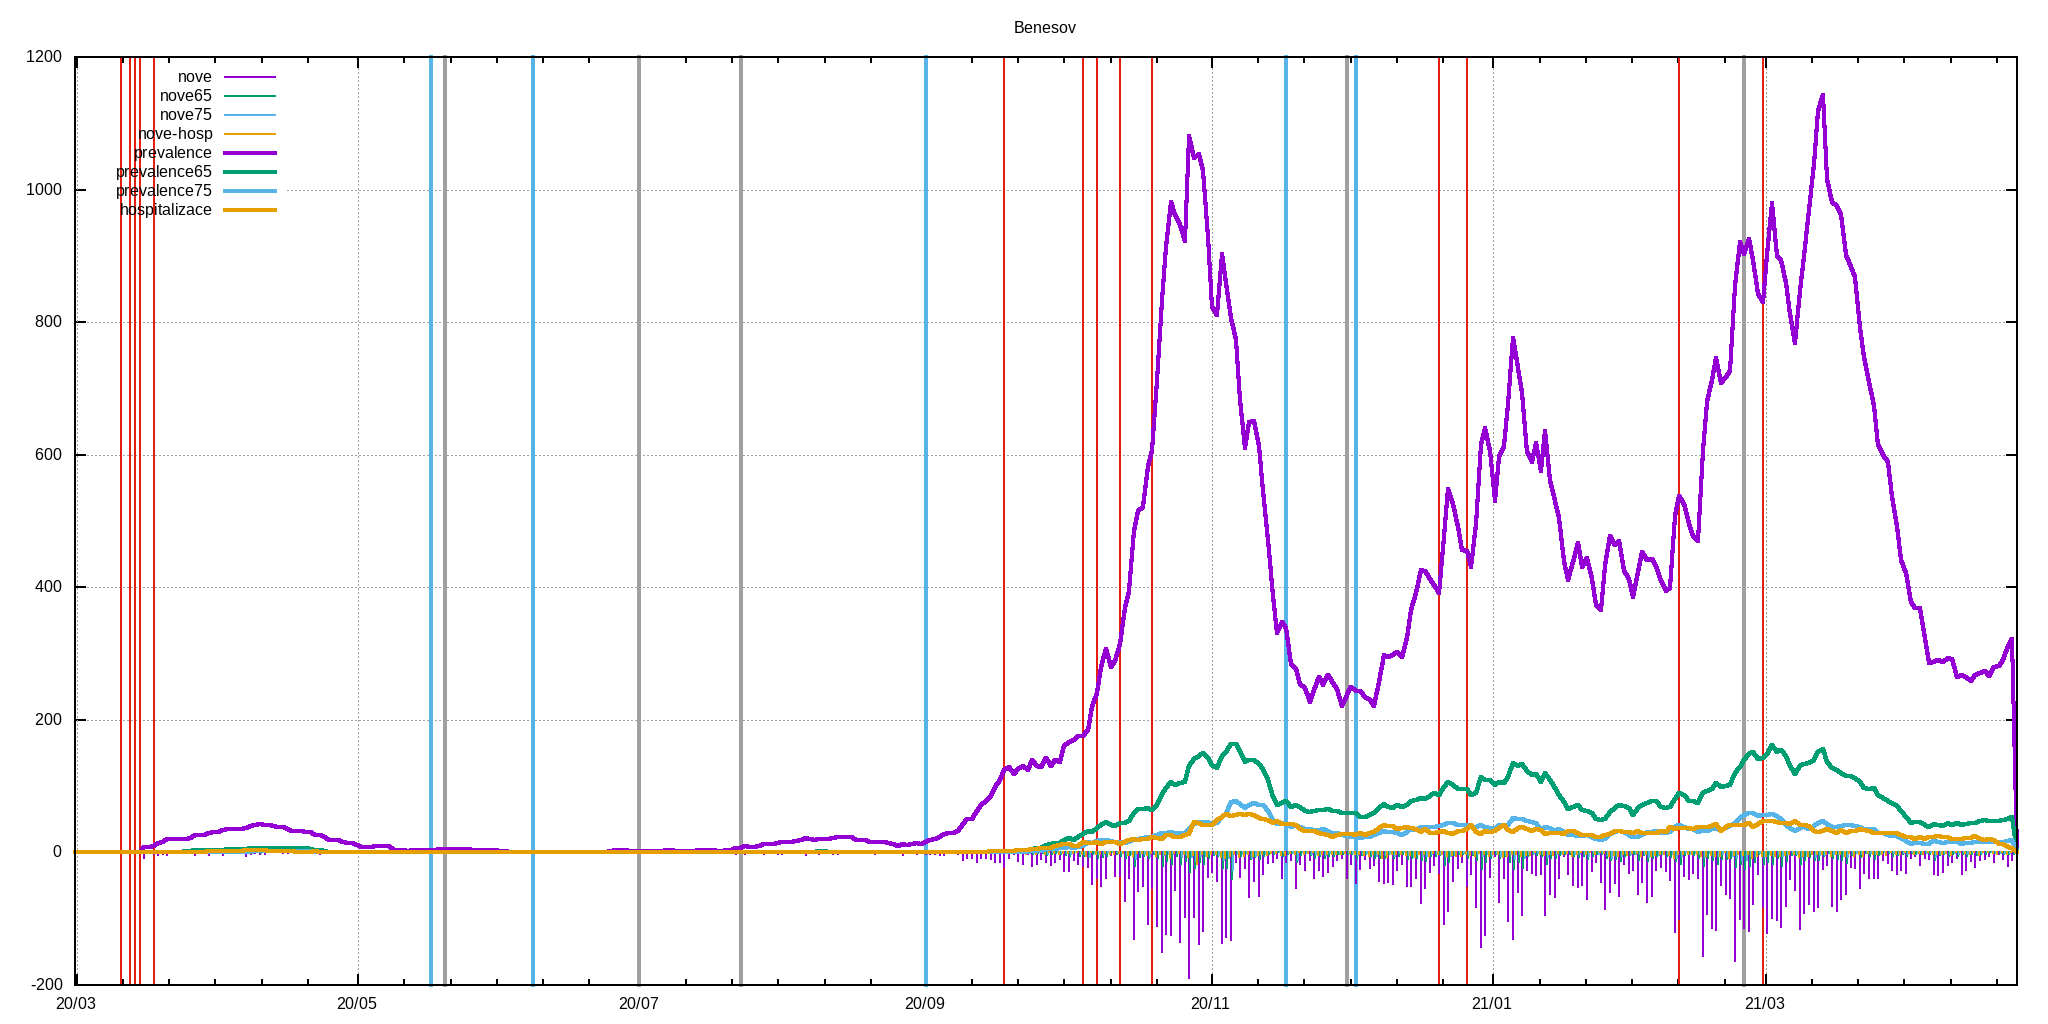 Benesov
1200
1000
800
600
400
200
0
-200
nove
nove65
nove75
nove-hosp
prevalence
prevalence65
prevalence75
hospitalizace
20/03 20/05 20/07 20/09 20/11 21/01 21/03